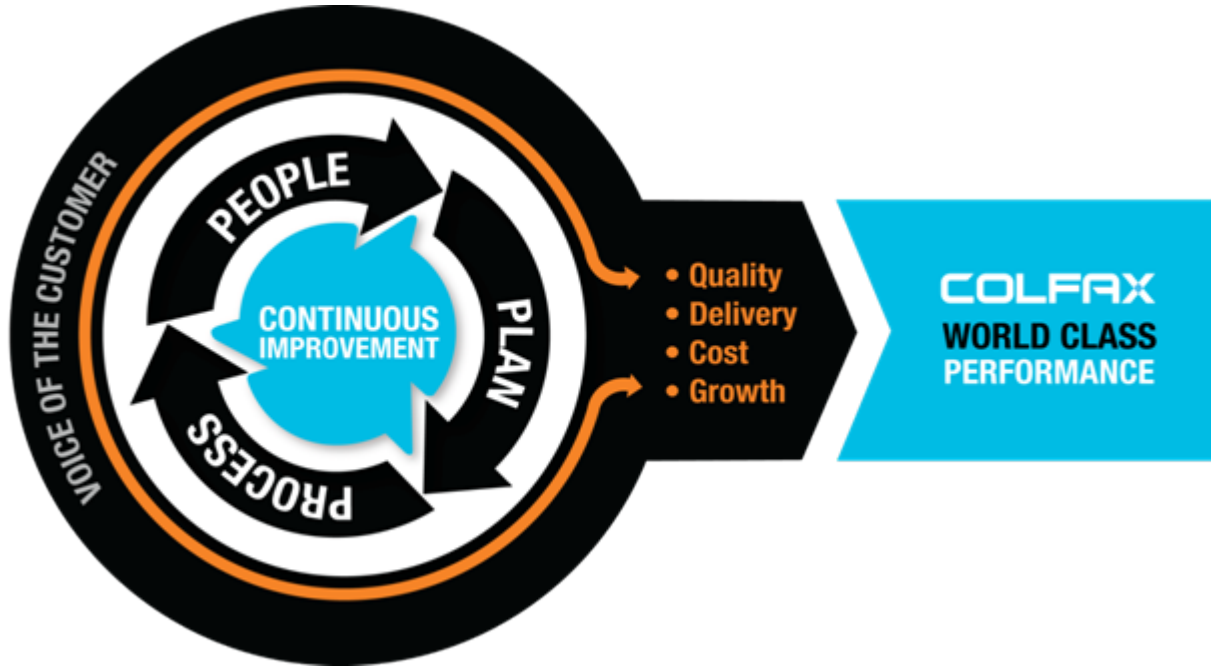 VOICE OF THE CUSTOMER
PEOPLE
PLAN
PROCESS
CONTINUOUS
IMPROVEMENT
• Quality
• Delivery
• Cost
• Growth
COLFAX
WORLD CLASS
PERFORMANCE